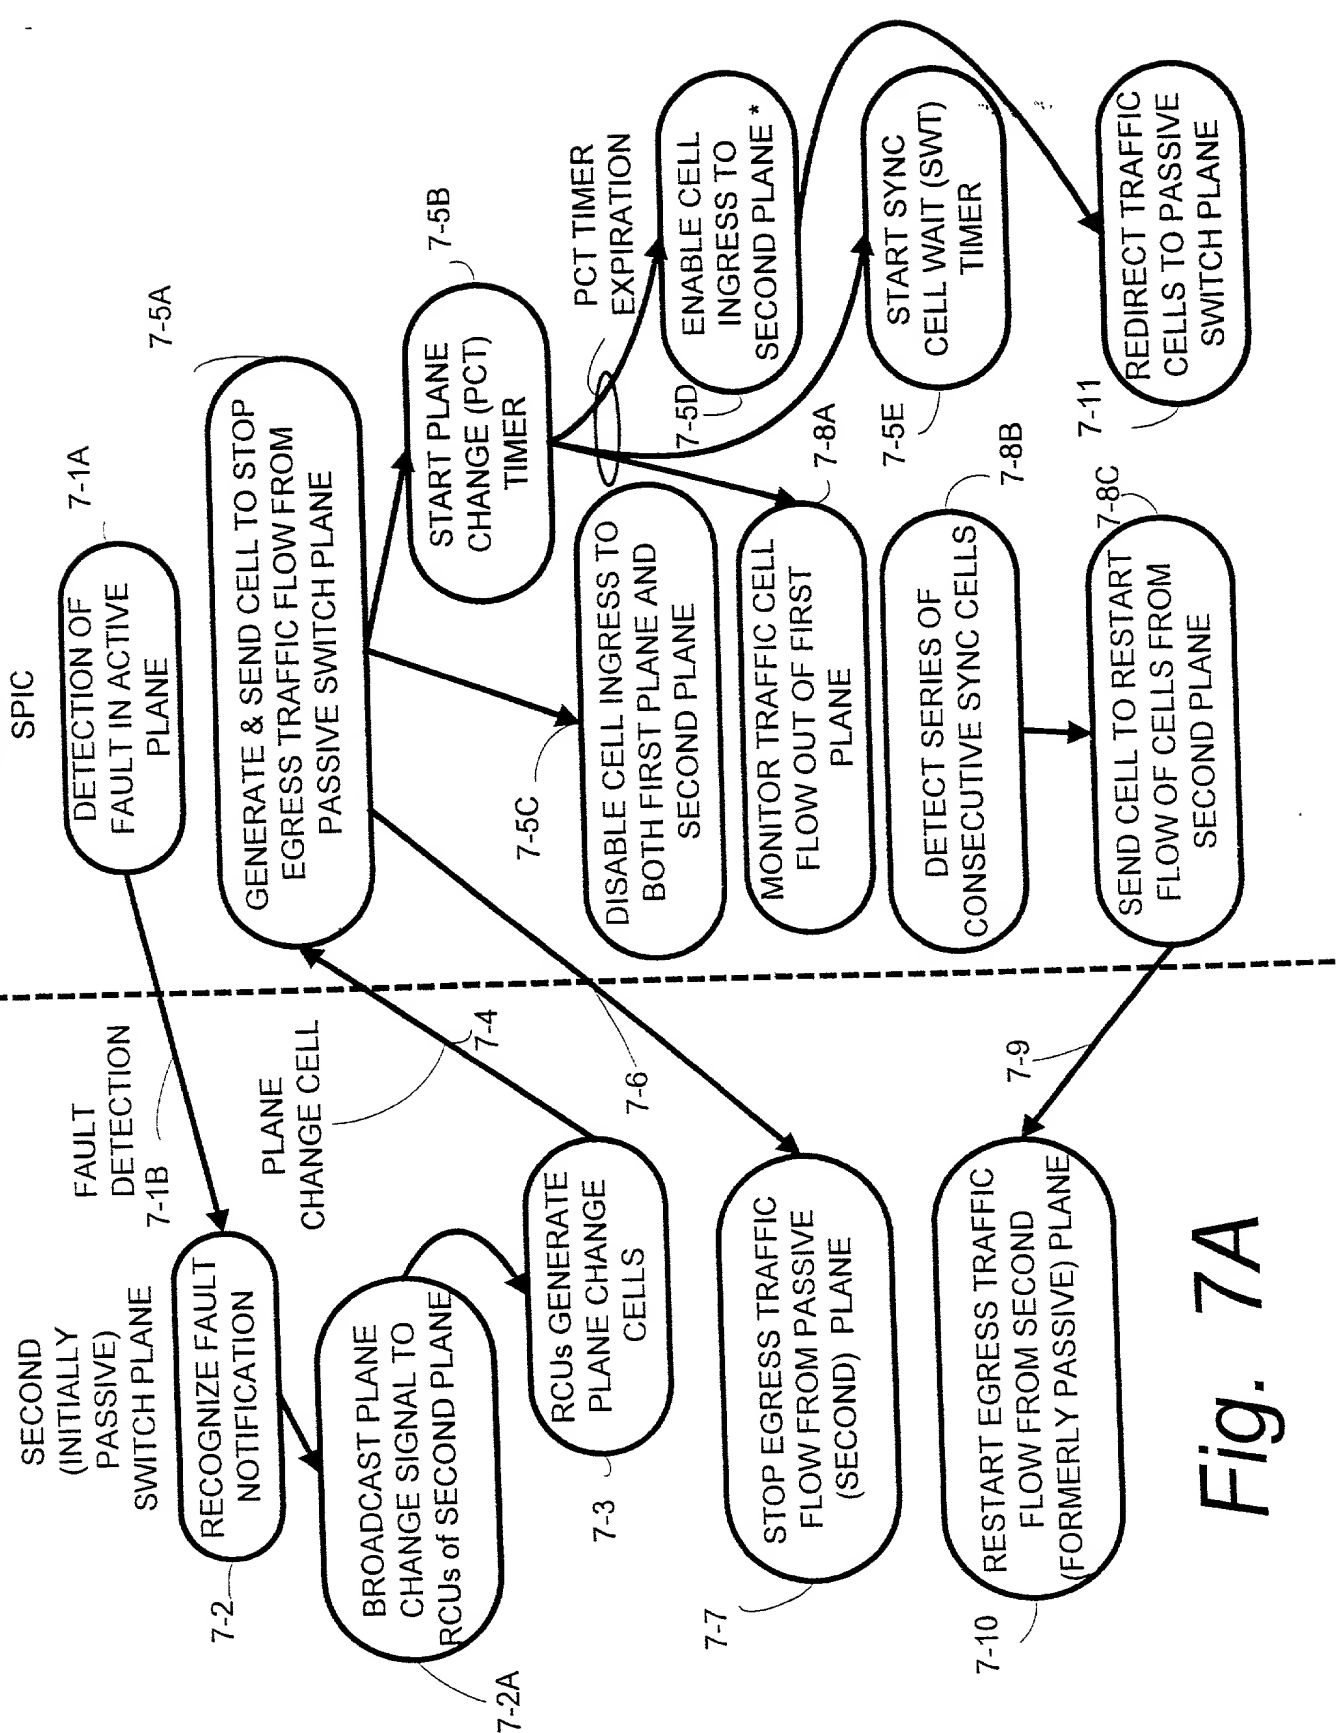 SECOND
(INITIALLY
PASSIVE)
SWITCH PLANE
SPIC
FAULT
DETECTION
7-1B
7-1A
DETECTION OF
FAULT IN ACTIVE
PLANE
7-2
RECOGNIZE FAULT
NOTIFICATION
PLANE
CHANGE CELL
7-4
7-5A
GENERATE & SEND CELL TO STOP
EGRESS TRAFFIC FLOW FROM
PASSIVE SWITCH PLANE
7-2A
BROADCAST PLANE
CHANGE SIGNAL TO
RCUs of SECOND PLANE
7-5B
START PLANE
CHANGE (PCT)
TIMER
7-3
RCUs GENERATE
PLANE CHANGE
CELLS
7-6
7-5C
DISABLE CELL INGRESS TO
BOTH FIRST PLANE AND
SECOND PLANE
PCT TIMER
EXPIRATION
7-5D
ENABLE CELL
INGRESS TO
SECOND PLANE *
7-7
STOP EGRESS TRAFFIC
FLOW FROM PASSIVE
(SECOND) PLANE
7-8A
MONITOR TRAFFIC CELL
FLOW OUT OF FIRST
PLANE
7-5E
START SYNC
CELL WAIT (SWT)
TIMER
7-8B
DETECT SERIES OF
CONSECUTIVE SYNC CELLS
7-9
7-10
RESTART EGRESS TRAFFIC
FLOW FROM SECOND
(FORMERLY PASSIVE) PLANE
7-8C
SEND CELL TO RESTART
FLOW OF CELLS FROM
SECOND PLANE
7-11
REDIRECT TRAFFIC
CELLS TO PASSIVE
SWITCH PLANE
Fig. 7A